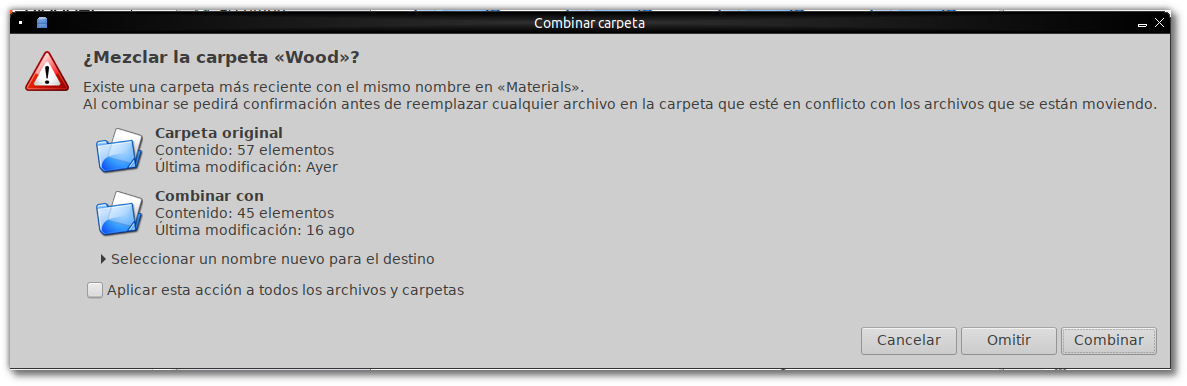 Combinar carpeta
¿Mezclar la carpeta «Wood»?
Existe una carpeta más reciente con el mismo nombre en «Materials».
Al combinar se pedirá confirmación antes de reemplazar cualquier archivo en la carpeta que esté en conflicto con los archivos que se están moviendo.
Carpeta original
Contenido: 57 elementos
Última modificación: Ayer
Combinar con
Contenido: 45 elementos
Última modificación: 16 ago
Seleccionar un nombre nuevo para el destino
Aplicar esta acción a todos los archivos y carpetas
Cancelar Omitir Combinar